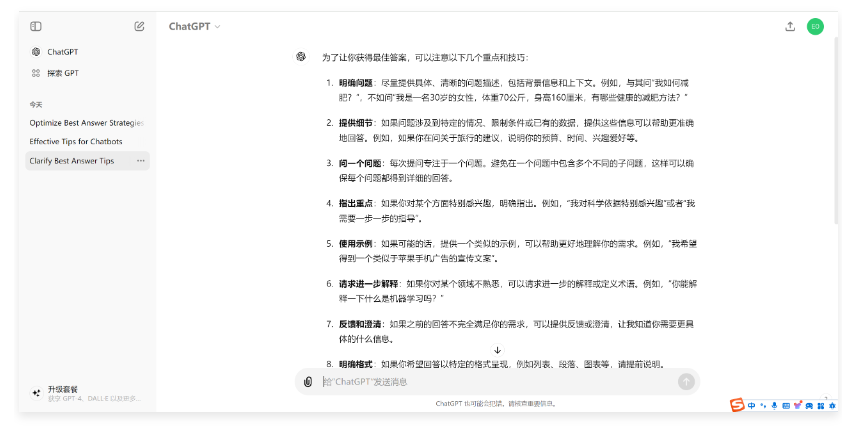 ChatGPT
ED
ChatGPT
探索 GPT
今天
Optimize Best Answer Strategies
Effective Tips for Chatbots
Clarify Best Answer Tips
为了让你获得最佳答案，可以注意以下几个重点和技巧：
1. 明确问题：尽量提供具体、清晰的问题描述，包括背景信息和上下文。例如，与其问“我如何减
肥？”，不如问“我是一名30岁的女性，体重70公斤，身高160厘米，有哪些健康的减肥方法？”
2. 提供细节：如果问题涉及到特定的情况、限制条件或已有的数据，提供这些信息可以帮助更准确
地回答。例如，如果你在问关于旅行的建议，说明你的预算、时间、兴趣爱好等。
3. 问一个问题：每次提问专注于一个问题。避免在一个问题中包含多个不同的子问题，这样可以确
保每个问题都得到详细的回答。
4. 指出重点：如果你对某个方面特别感兴趣，明确指出。例如，“我对科学依据特别感兴趣”或者“我
需要一步一步的指导”。
5. 使用示例：如果可能的话，提供一个类似的示例，可以帮助更好地理解你的需求。例如，“我希望
得到一个类似于苹果手机广告的宣传文案”。
6. 请求进一步解释：如果你对某个领域不熟悉，可以请求进一步的解释或定义术语。例如，“你能解
释一下什么是机器学习吗？”
7. 反馈和澄清：如果之前的回答不完全满足你的需求，可以提供反馈或澄清，让我知道你需要更具
体的什么信息。
8. 明确格式：如果你希望回答以特定的格式呈现，例如列表、段落、图表等，请提前说明。
给“ChatGPT”发送消息
升级套餐
获空 GPT-4、DALL·E 以及更多...
ChatGPT 也可能会犯错。请核查重要信息。
中